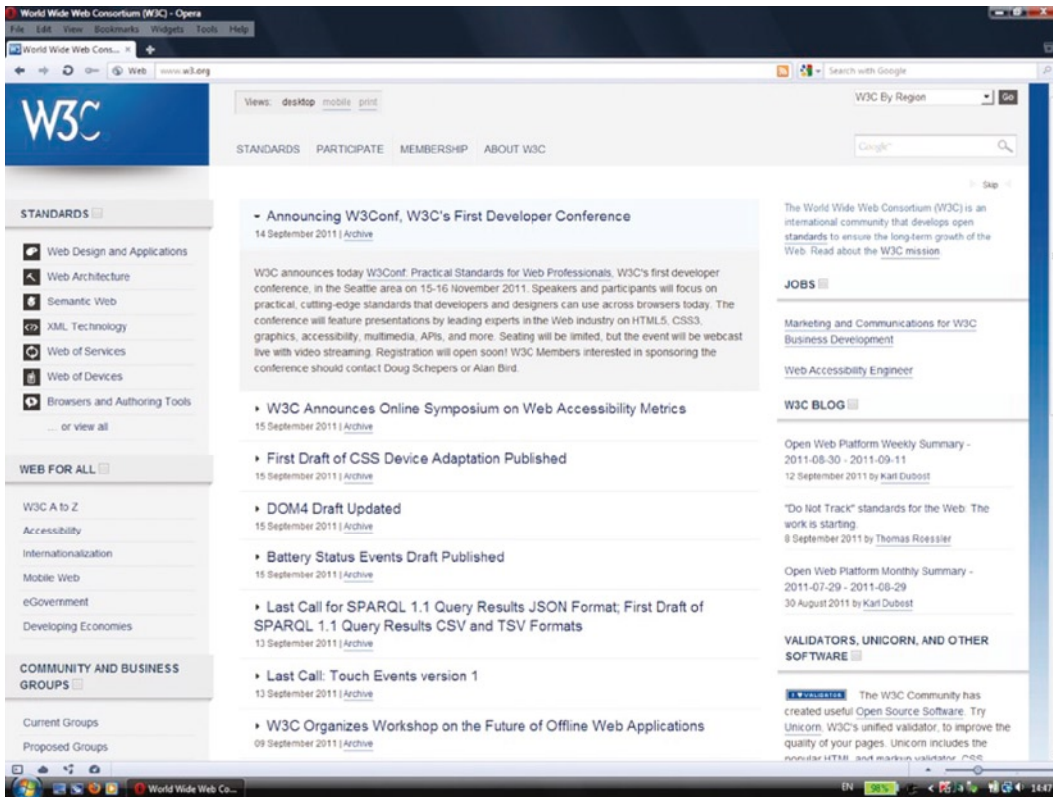 World Wide Web Consortium (W3C) - Opera
File Edit View Bookmarks Widgets Tools Help
World Wide Web Cons...
Web www.w3.org
Search with Google
W3C
Views: desktop mobile print
W3C By Region
Go
STANDARDS PARTICIPATE MEMBERSHIP ABOUT W3C
Google
Skip
STANDARDS
Web Design and Applications
Web Architecture
Semantic Web
XML Technology
Web of Services
Web of Devices
Browsers and Authoring Tools
... or view all
WEB FOR ALL
W3C A to Z
Accessibility
Internationalization
Mobile Web
eGovernment
Developing Economies
COMMUNITY AND BUSINESS
GROUPS
Current Groups
Proposed Groups
Announcing W3Conf, W3C's First Developer Conference
14 September 2011 | Archive
W3C announces today W3Conf: Practical Standards for Web Professionals, W3C's first developer
conference, in the Seattle area on 15-16 November 2011. Speakers and participants will focus on
practical, cutting-edge standards that developers and designers can use across browsers today. The
conference will feature presentations by leading experts in the Web industry on HTML5, CSS3,
graphics, accessibility, multimedia, APIs, and more. Seating will be limited, but the event will be webcast
live with video streaming. Registration will open soon! W3C Members interested in sponsoring the
conference should contact Doug Schepers or Alan Bird.
W3C Announces Online Symposium on Web Accessibility Metrics
15 September 2011 | Archive
First Draft of CSS Device Adaptation Published
15 September 2011 | Archive
DOM4 Draft Updated
15 September 2011 | Archive
Battery Status Events Draft Published
15 September 2011 | Archive
Last Call for SPARQL 1.1 Query Results JSON Format; First Draft of
SPARQL 1.1 Query Results CSV and TSV Formats
13 September 2011 | Archive
Last Call: Touch Events version 1
13 September 2011 | Archive
W3C Organizes Workshop on the Future of Offline Web Applications
09 September 2011 | Archive
The World Wide Web Consortium (W3C) is an
international community that develops open
standards to ensure the long-term growth of the
Web. Read about the W3C mission.
JOBS
Marketing and Communications for W3C
Business Development
Web Accessibility Engineer
W3C BLOG
Open Web Platform Weekly Summary -
2011-08-30 - 2011-09-11
12 September 2011 by Karl Dubost
"Do Not Track" standards for the Web. The
work is starting.
8 September 2011 by Thomas Roessler
Open Web Platform Monthly Summary -
2011-07-29 - 2011-08-29
30 August 2011 by Karl Dubost
VALIDATORS, UNICORN, AND OTHER
SOFTWARE
I ♥ VALIDATOR The W3C Community has
created useful Open Source Software. Try
Unicorn, W3C's unified validator, to improve the
quality of your pages. Unicorn includes the
popular HTML and markup validator, CSS
World Wide Web Co...
EN 98% 14:47